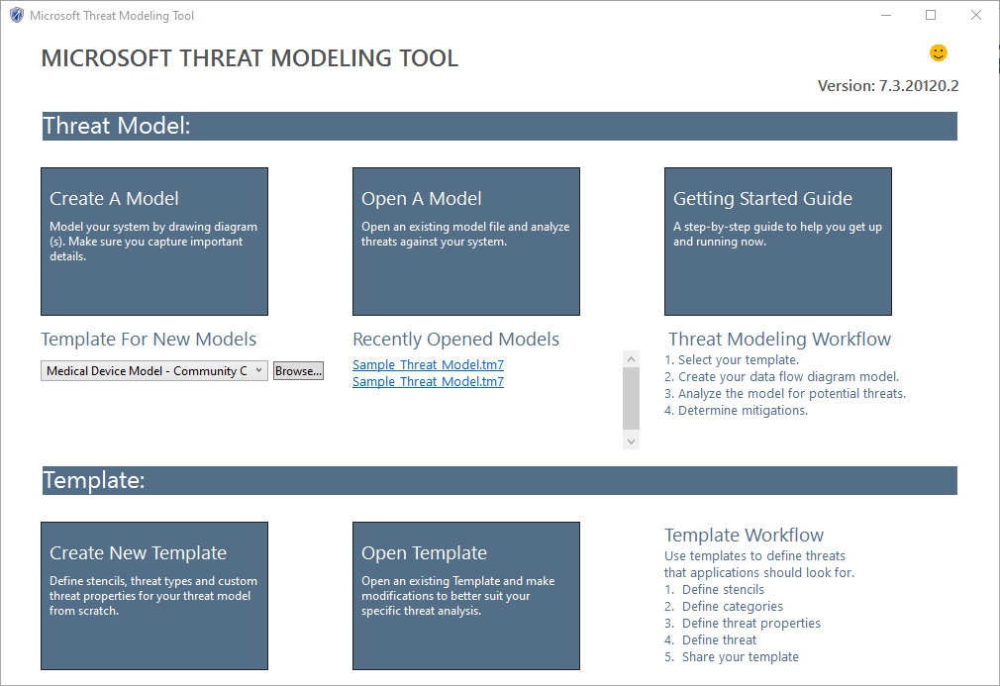 Microsoft Threat Modeling Tool
MICROSOFT THREAT MODELING TOOL
Version: 7.3.20120.2
Threat Model:
Create A Model
Model your system by drawing diagram
(s). Make sure you capture important
details.
Open A Model
Open an existing model file and analyze
threats against your system.
Getting Started Guide
A step-by-step guide to help you get up
and running now.
Template For New Models
Medical Device Model - Community C
Browse...
Recently Opened Models
Sample Threat Model.tm7
Sample Threat Model.tm7
Threat Modeling Workflow
1. Select your template.
2. Create your data flow diagram model.
3. Analyze the model for potential threats.
4. Determine mitigations.
Template:
Create New Template
Define stencils, threat types and custom
threat properties for your threat model
from scratch.
Open Template
Open an existing Template and make
modifications to better suit your
specific threat analysis.
Template Workflow
Use templates to define threats
that applications should look for.
1. Define stencils
2. Define categories
3. Define threat properties
4. Define threat
5. Share your template